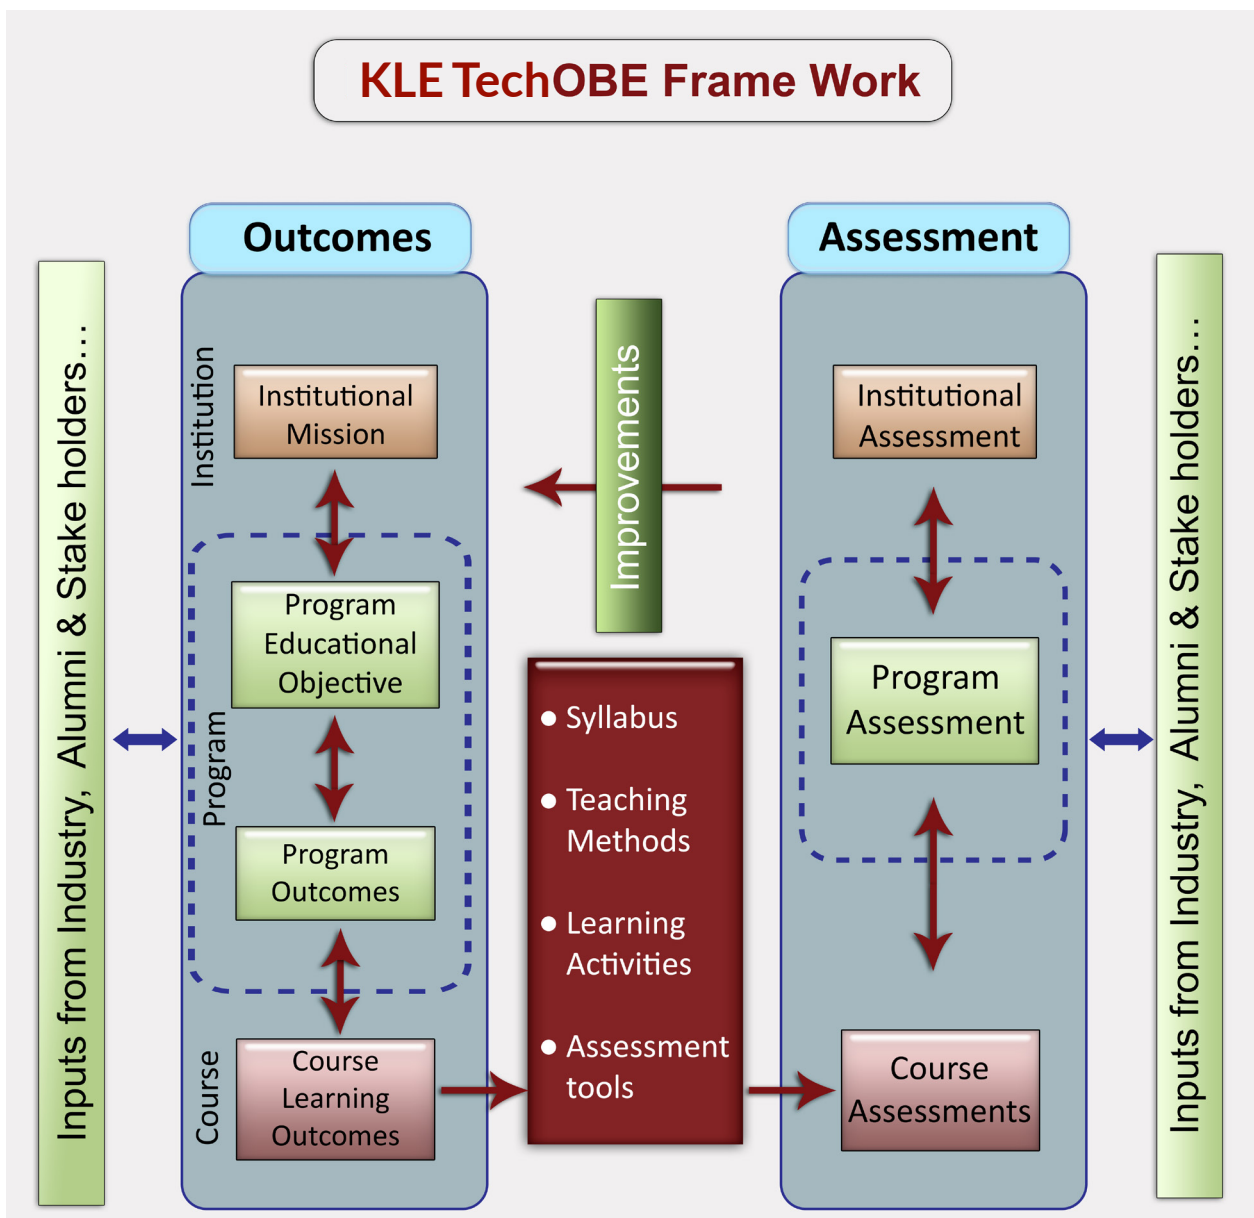 KLE TechOBE Frame Work
Outcomes
Assessment
Inputs from Industry, Alumni & Stake holders...
Institution
Institutional
Mission
Program
Program
Educational
Objective
Program
Outcomes
Course
Course
Learning
Outcomes
Improvements
● Syllabus
● Teaching
Methods
● Learning
Activities
● Assessment
tools
Institutional
Assessment
Program
Assessment
Course
Assessments
Inputs from Industry, Alumni & Stake holders...